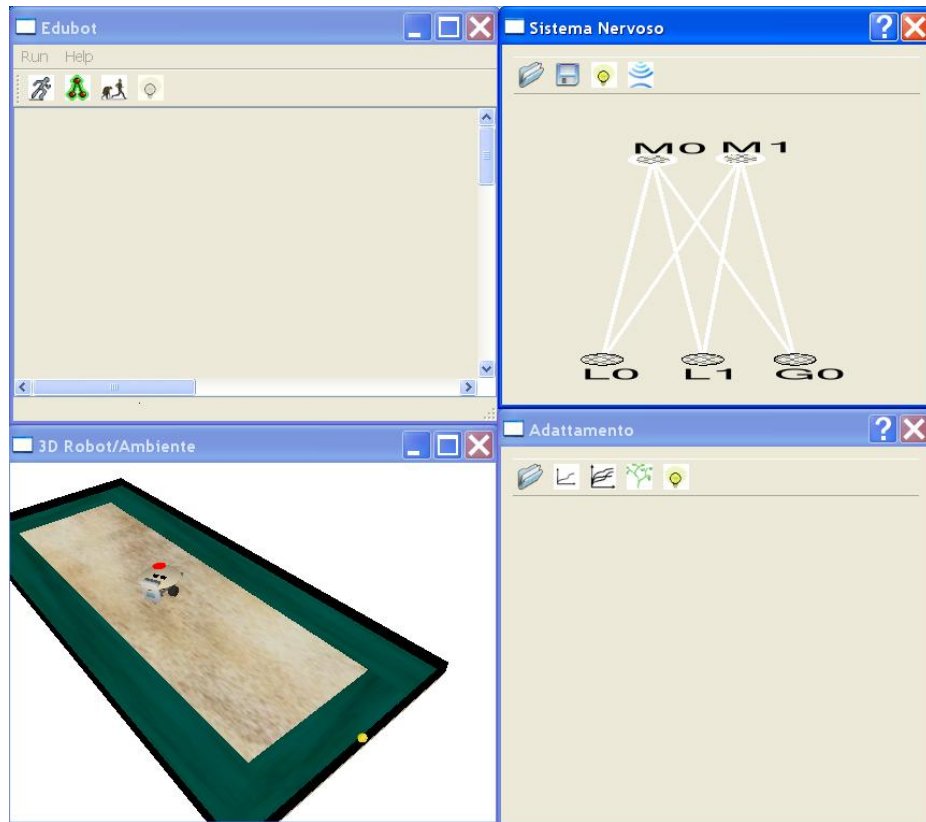 Edubot
Run Help
Sistema Nervoso
M0 M1
L0 L1 G0
3D Robot/Ambiente
Adattamento